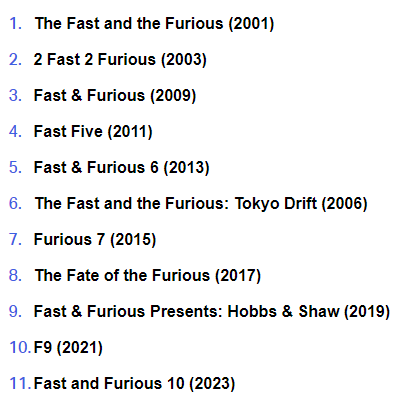 1. The Fast and the Furious (2001)
2. 2 Fast 2 Furious (2003)
3. Fast & Furious (2009)
4. Fast Five (2011)
5. Fast & Furious 6 (2013)
6. The Fast and the Furious: Tokyo Drift (2006)
7. Furious 7 (2015)
8. The Fate of the Furious (2017)
9. Fast & Furious Presents: Hobbs & Shaw (2019)
10. F9 (2021)
11. Fast and Furious 10 (2023)